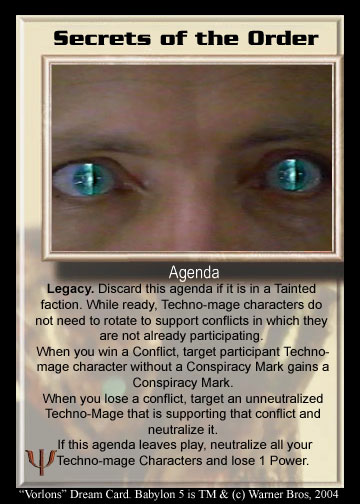 Secrets of the Order
Agenda
Legacy. Discard this agenda if it is in a Tainted
faction. While ready, Techno-mage characters do
not need to rotate to support conflicts in which they
are not already participating.
When you win a Conflict, target participant Techno-
mage character without a Conspiracy Mark gains a
Conspiracy Mark.
When you lose a conflict, target an unneutralized
Techno-Mage that is supporting that conflict and
neutralize it.
If this agenda leaves play, neutralize all your
Techno-mage Characters and lose 1 Power.
"Vorlons" Dream Card. Babylon 5 is TM & (c) Warner Bros, 2004